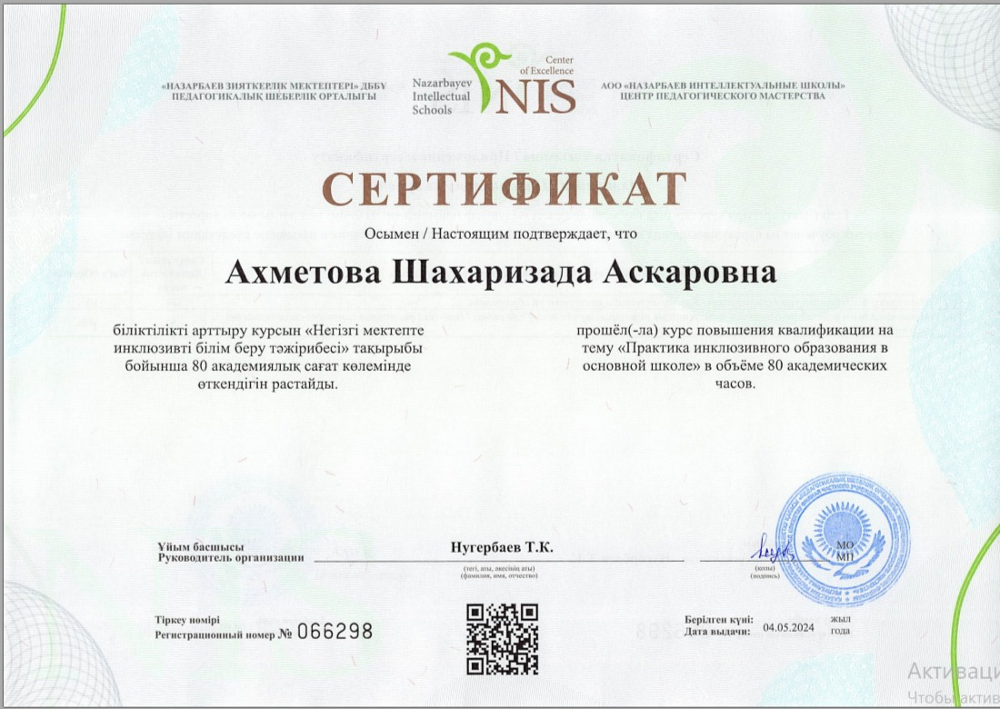 «НАЗАРБАЕВ ЗИЯТКЕРЛІК МЕКТЕПТЕРІ» ДББҰ
ПЕДАГОГИКАЛЫҚ ШЕБЕРЛІК ОРТАЛЫҒЫ
Nazarbayev
Intellectual
Schools
Center
of Excellence
NIS
АОО «НАЗАРБАЕВ ИНТЕЛЛЕКТУАЛЬНЫЕ ШКОЛЫ»
ЦЕНТР ПЕДАГОГИЧЕСКОГО МАСТЕРСТВА
СЕРТИФИКАТ
Осымен / Настоящим подтверждает, что
Ахметова Шахаризада Аскаровна
біліктілікті арттыру курсын «Негізгі мектепте
инклюзивті білім беру тәжірибесі» тақырыбы
бойынша 80 академиялық сағат көлемінде
өткендігін растайды.
прошёл(-ла) курс повышения квалификации на
тему «Практика инклюзивного образования в
основной школе» в объёме 80 академических
часов.
Ұйым басшысы
Руководитель организации
Нугербаев Т.К.
(тегі, аты, әкесінің аты)
(фамилия, имя, отчество)
(қолы)
(подпись)
МО
МП
Тіркеу нөмірі
Регистрационный номер № 066298
Берілген күні:
Дата выдачи:
04.05.2024
жыл
года
Активаци
Чтобы актив